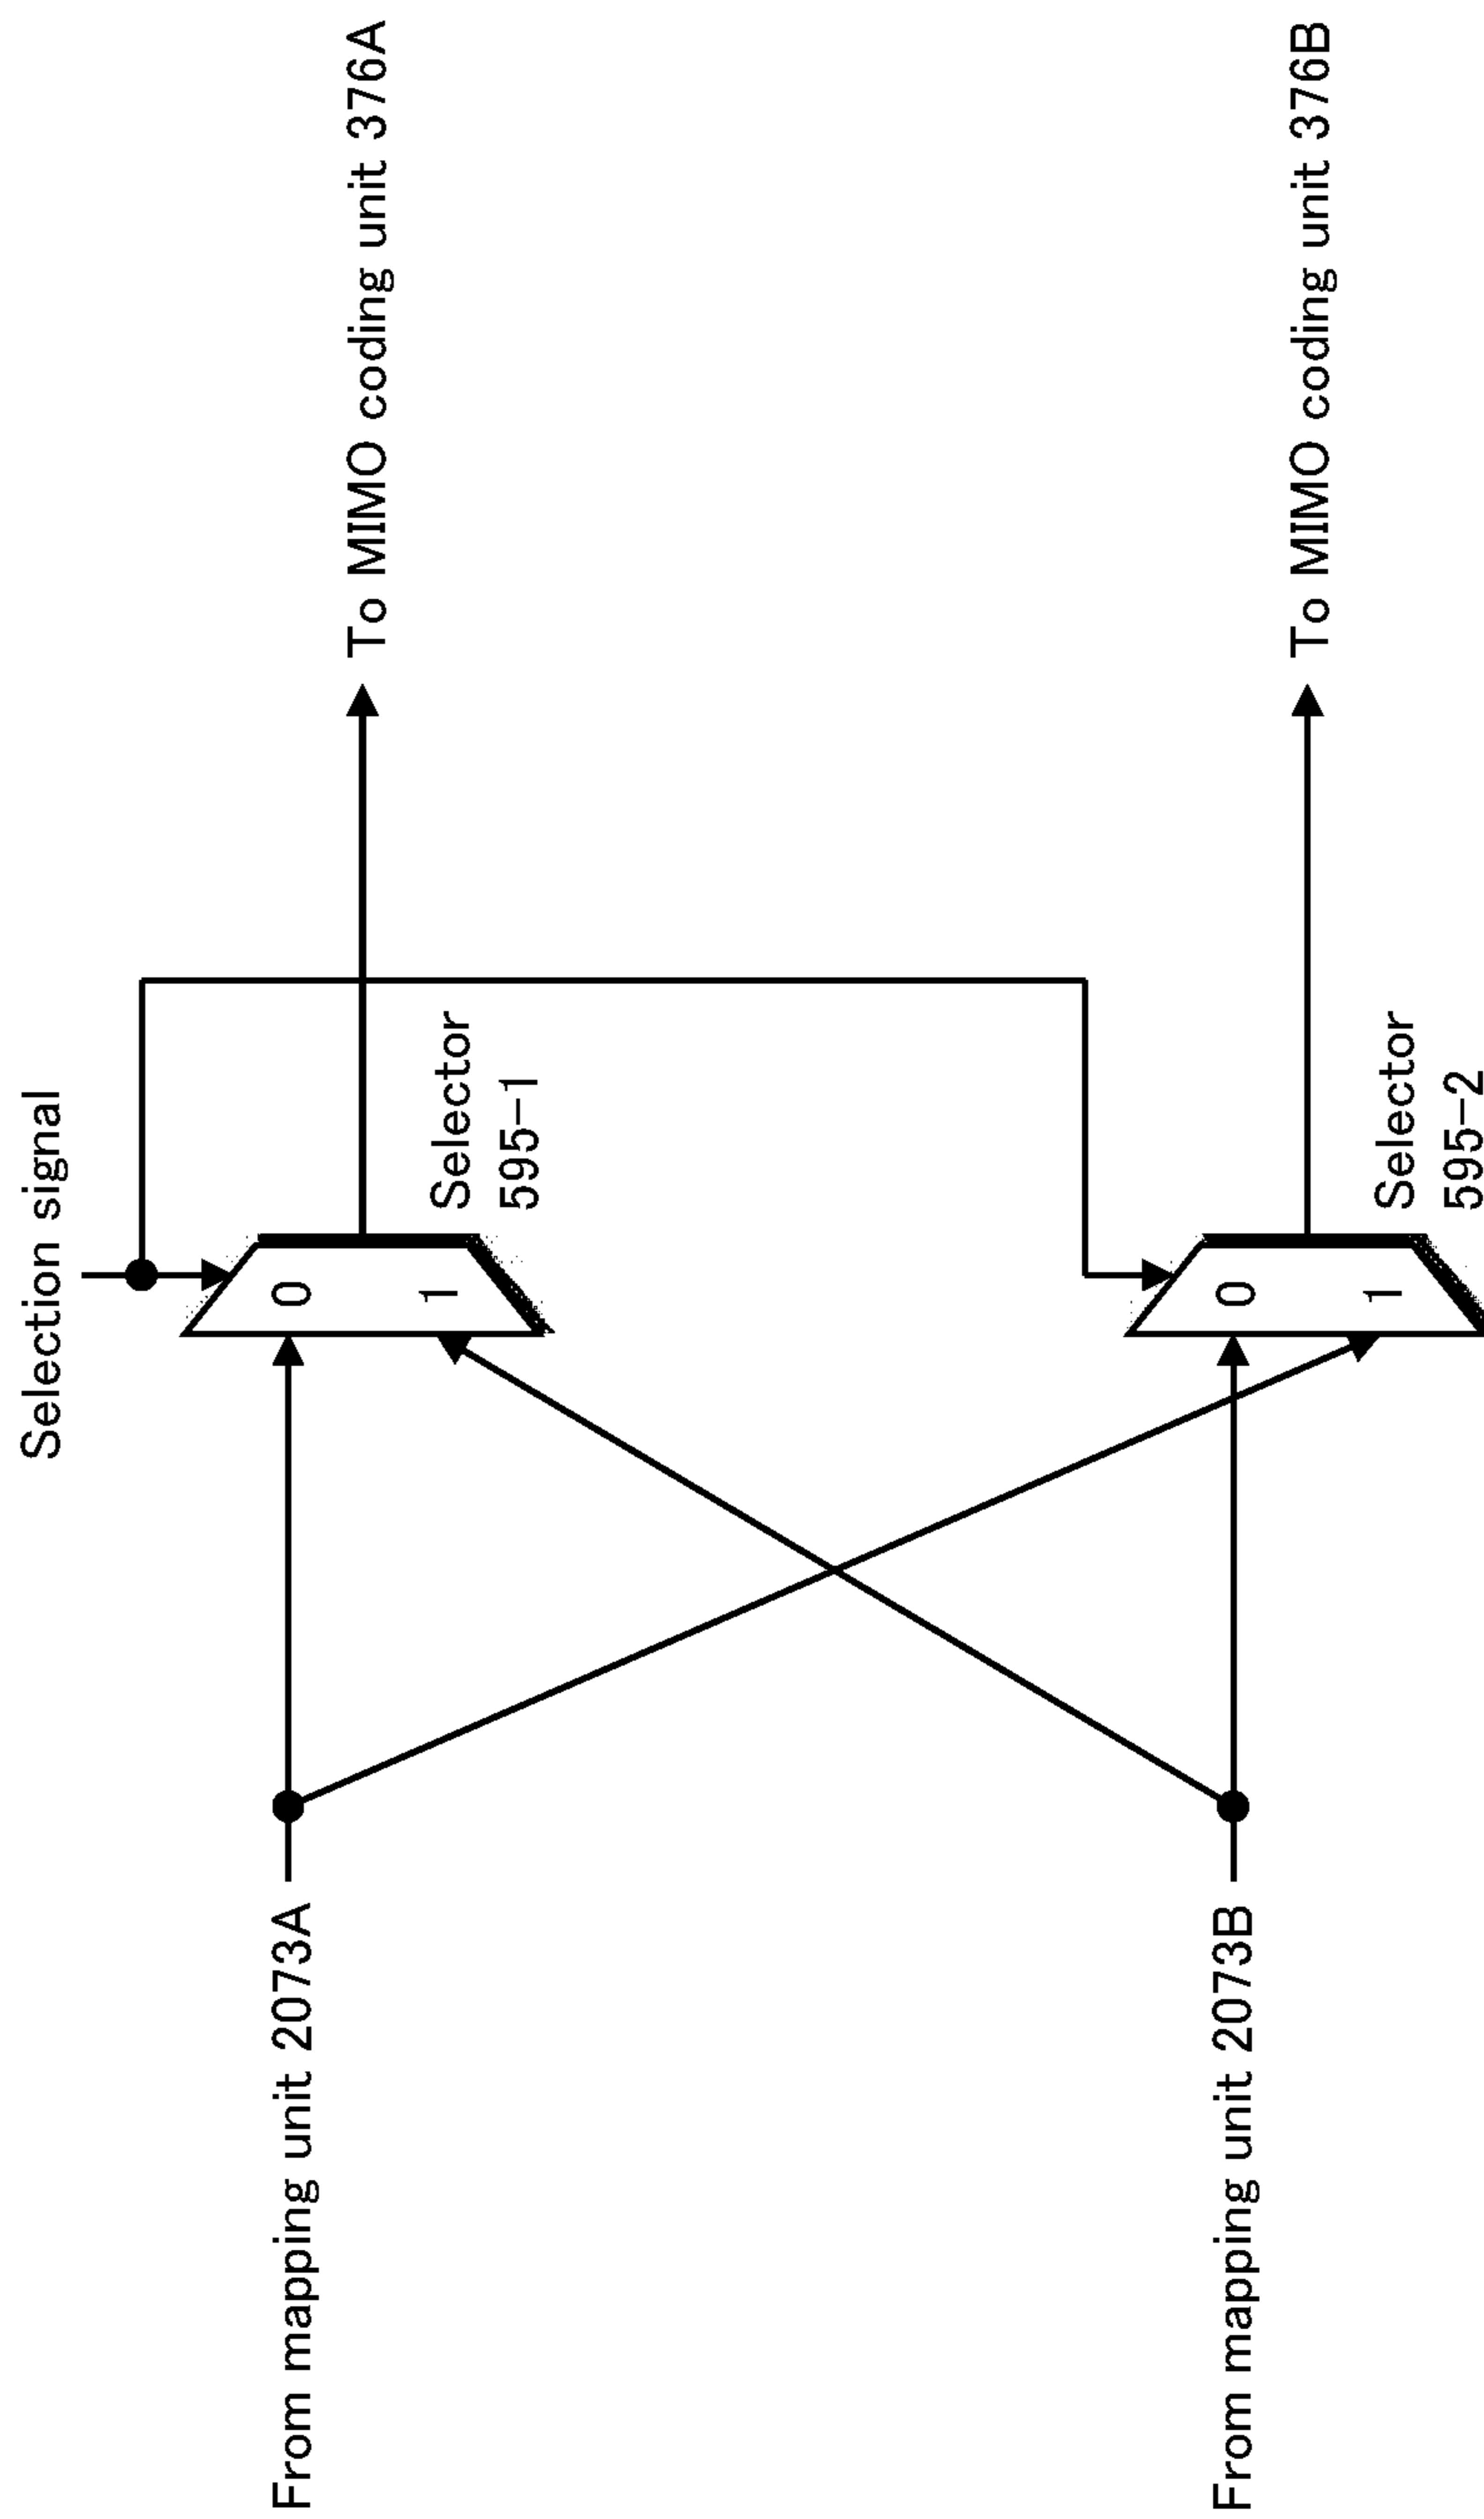 Selection signal
From mapping unit 2073A
0
1
Selector
595-1
To MIMO coding unit 376A
From mapping unit 2073B
0
1
Selector
595-2
To MIMO coding unit 376B